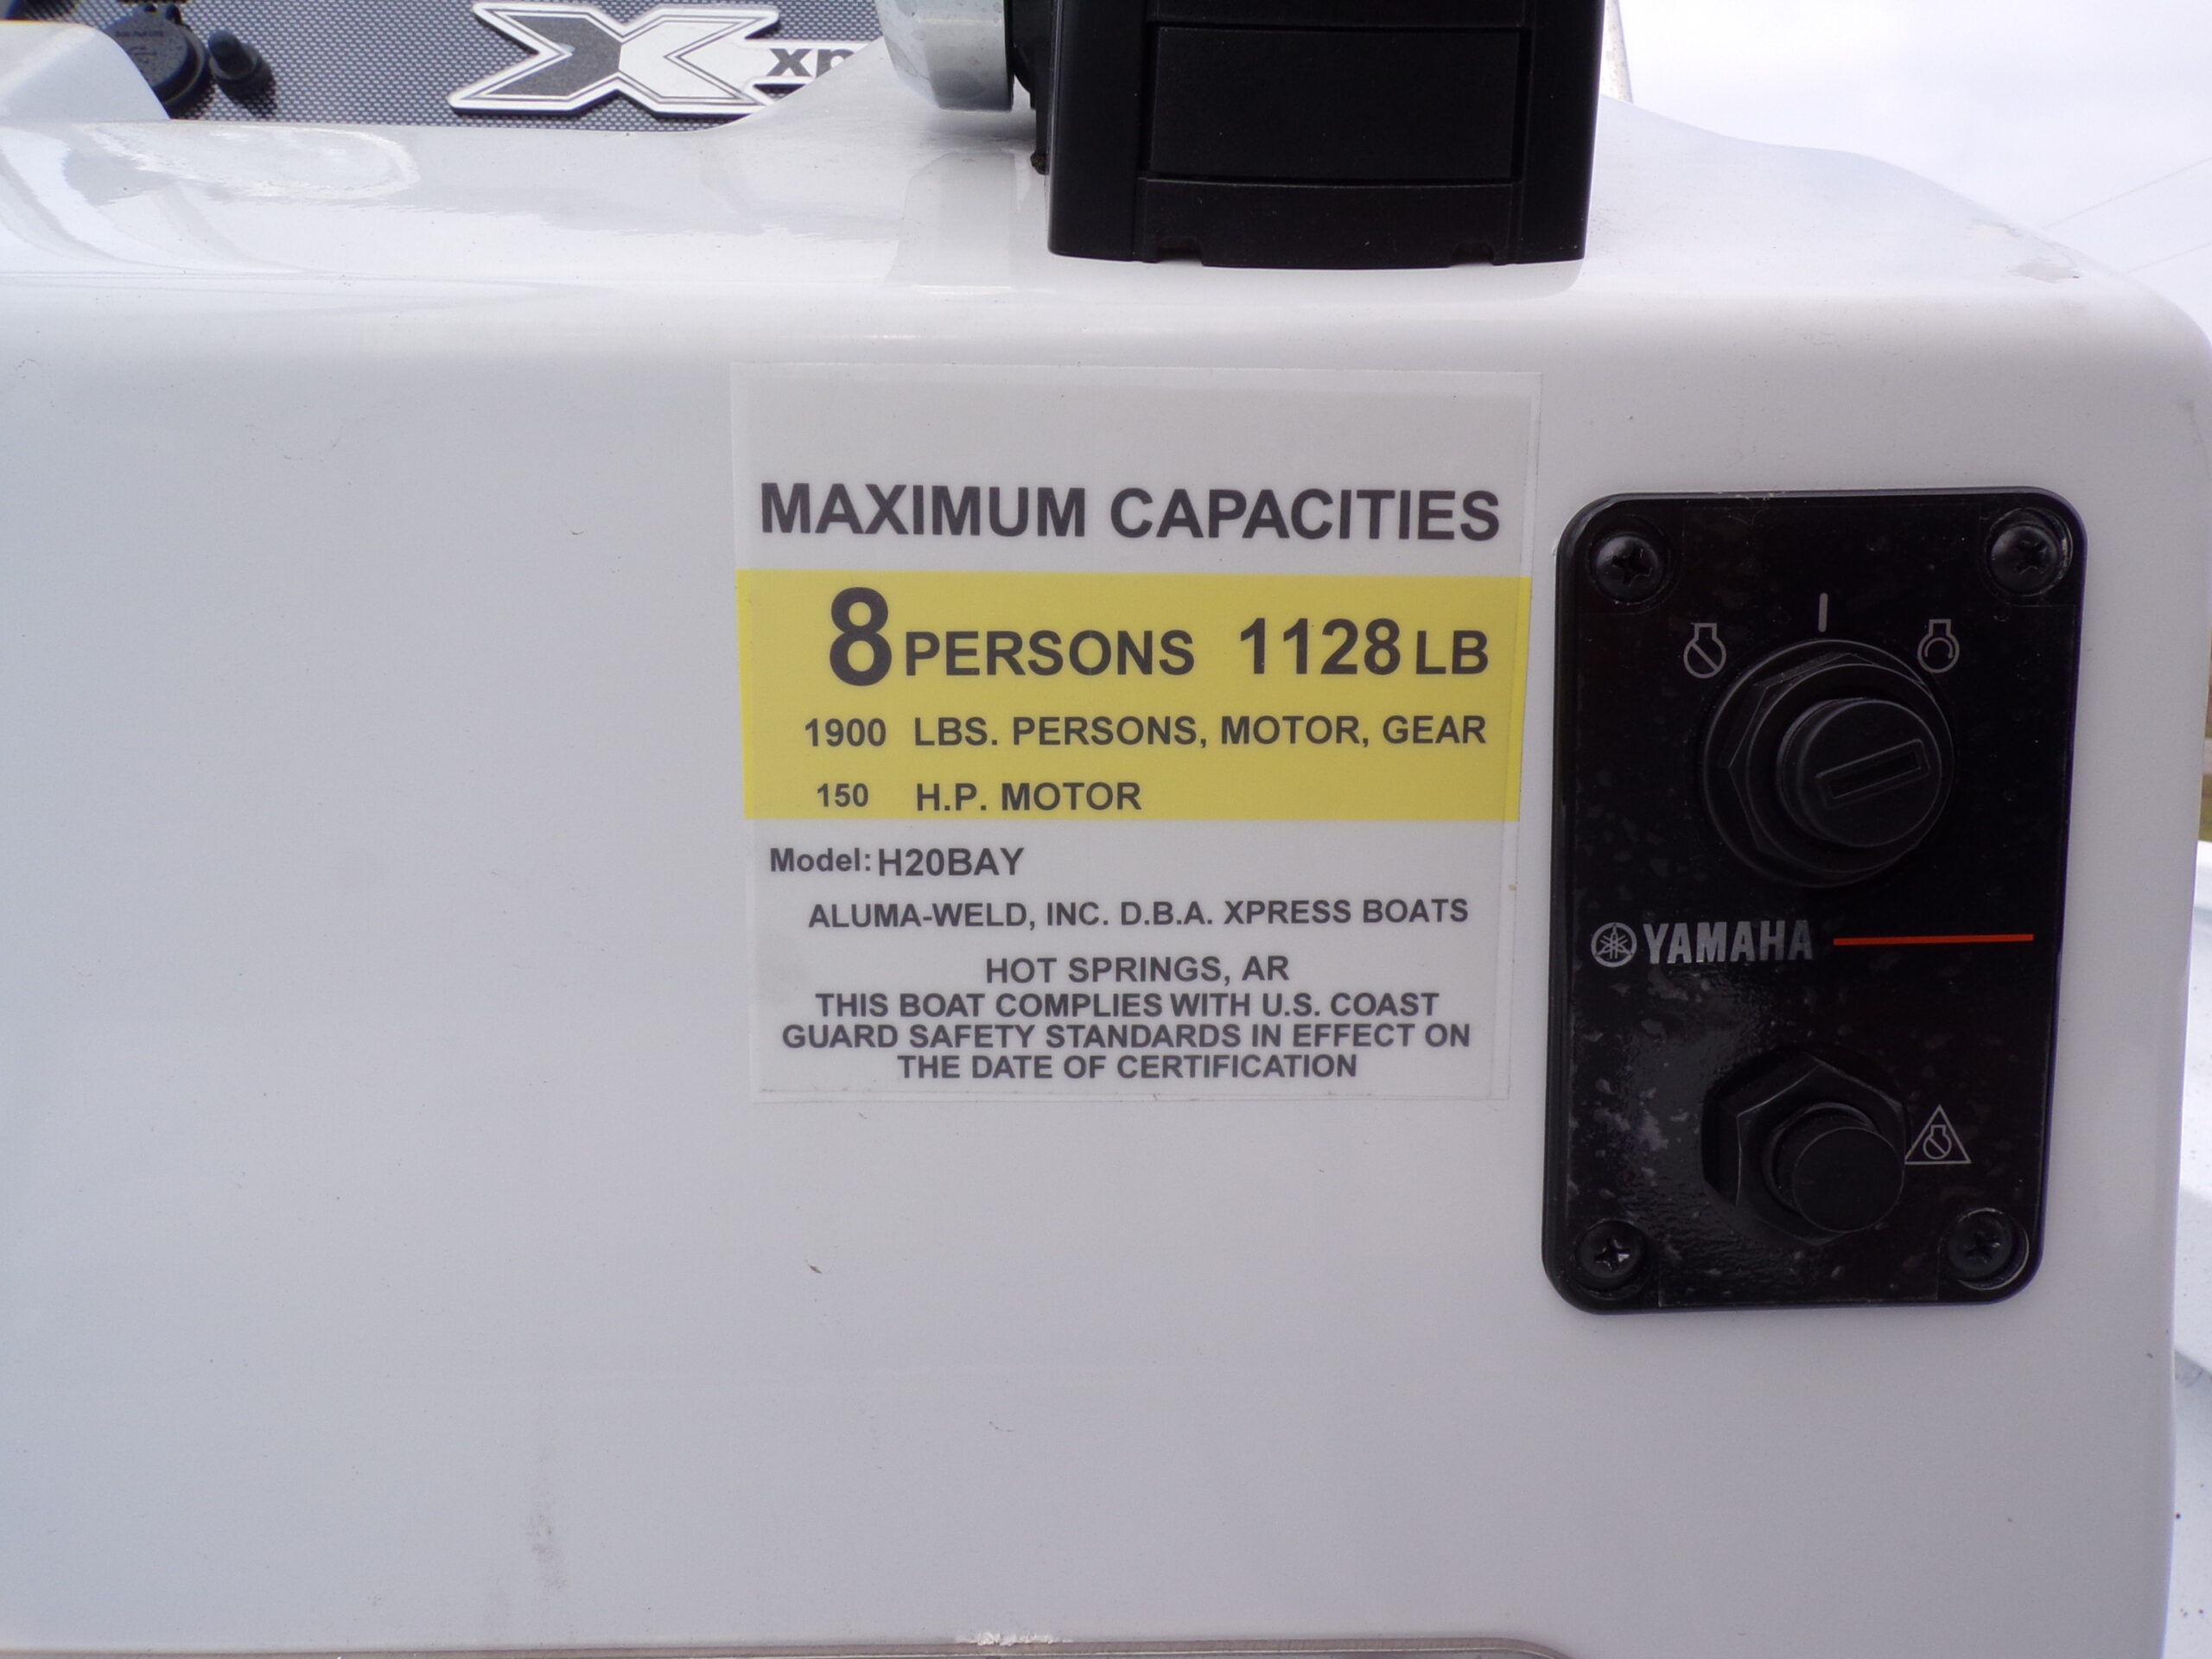 xp
MAXIMUM CAPACITIES
8 PERSONS 1128 LB
1900 LBS. PERSONS, MOTOR, GEAR
150 H.P. MOTOR
Model: H20BAY
ALUMA-WELD, INC. D.B.A. XPRESS BOATS
HOT SPRINGS, AR
THIS BOAT COMPLIES WITH U.S. COAST
GUARD SAFETY STANDARDS IN EFFECT ON
THE DATE OF CERTIFICATION
YAMAHA